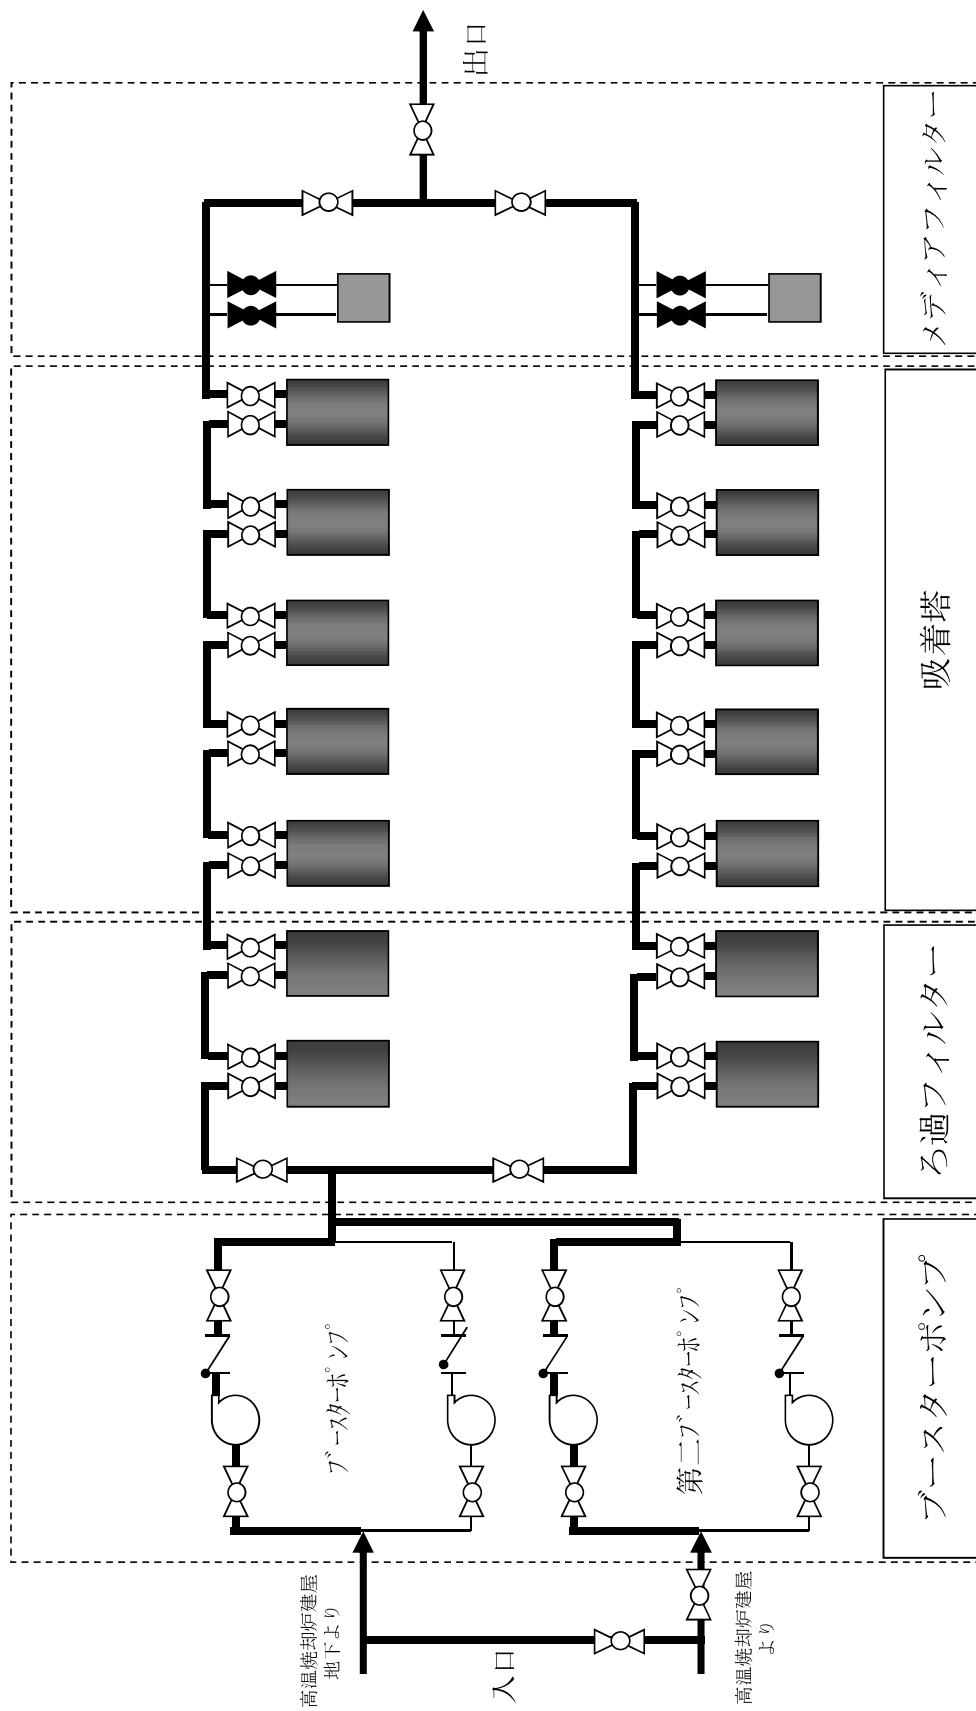 出口
メディアフィルター
吸着塔
ろ過フィルター
ブースターポンプ
ブースターポンプ
第二ブースターポンプ
高温焼却炉建屋
地下より
入口
高温焼却炉建屋
より